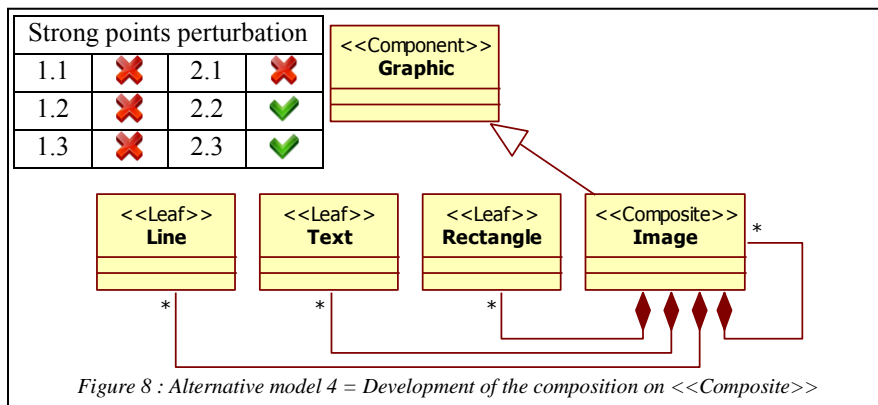 Strong points perturbation
1.1 ❌ 2.1 ❌
1.2 ❌ 2.2 ✔
1.3 ❌ 2.3 ✔
<<Component>>
Graphic
<<Leaf>>
Line
<<Leaf>>
Text
<<Leaf>>
Rectangle
<<Composite>>
Image
*
*
*
*
Figure 8 : Alternative model 4 = Development of the composition on <<Composite>>